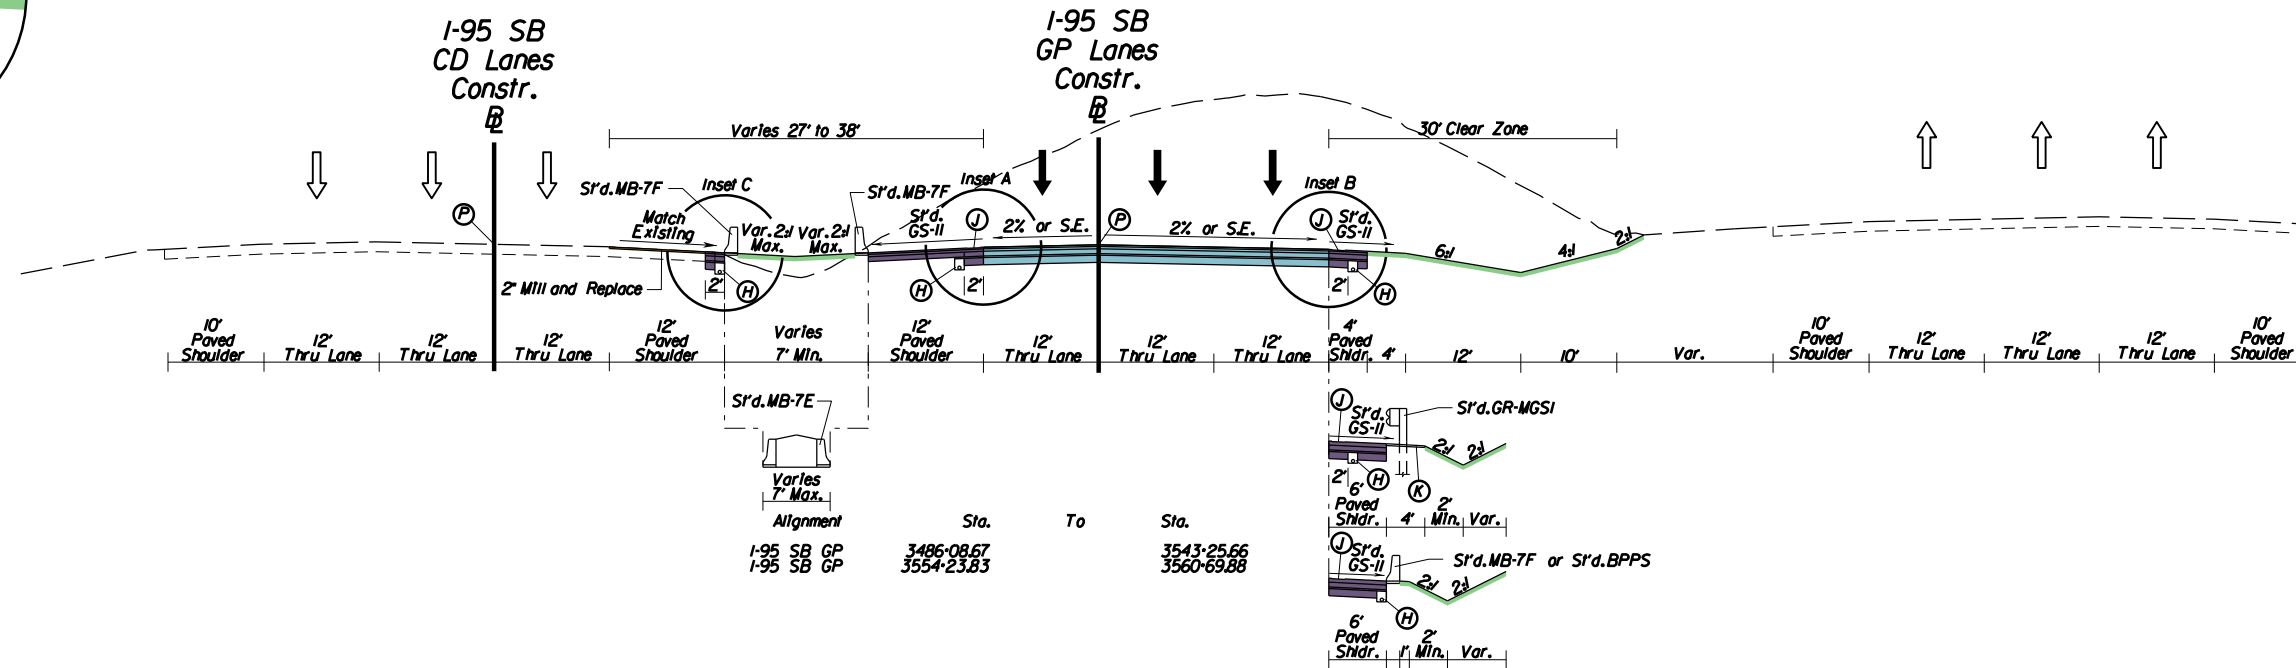 I-95 SB
CD Lanes
Constr.
BL
I-95 SB
GP Lanes
Constr.
BL
Varies 27' to 38'
30' Clear Zone
St'd. MB-7F
Inset C
St'd. MB-7F
Inset A
Inset B
P
Match
Existing
Var. 2:1
Max.
Var. 2:1
Max.
St'd.
GS-11
J
2% or S.E.
P
2% or S.E.
J
St'd.
GS-11
6:1
4:1
2:1
2" Mill and Replace
2'
H
H
2'
2'
H
10'
Paved
Shoulder
12'
Thru Lane
12'
Thru Lane
12'
Thru Lane
12'
Paved
Shoulder
Varies
7' Min.
12'
Paved
Shoulder
12'
Thru Lane
12'
Thru Lane
12'
Thru Lane
4'
Paved
Shldr.
4'
12'
10'
Var.
10'
Paved
Shoulder
12'
Thru Lane
12'
Thru Lane
12'
Thru Lane
10'
Paved
Shoulder
St'd. MB-7E
Varies
7' Max.
J
St'd.
GS-11
St'd. GR-MGS1
2:1
2:1
2'
H
K
6'
Paved
Shldr.
4'
2'
Min.
Var.
Alignment Sta. To Sta.
I-95 SB GP 3486+08.67 3543+25.66
I-95 SB GP 3554+23.83 3560+69.88
J
St'd.
GS-11
St'd. MB-7F or St'd. BPPS
2:1
2:1
H
6'
Paved
Shldr.
1'
2'
Min.
Var.